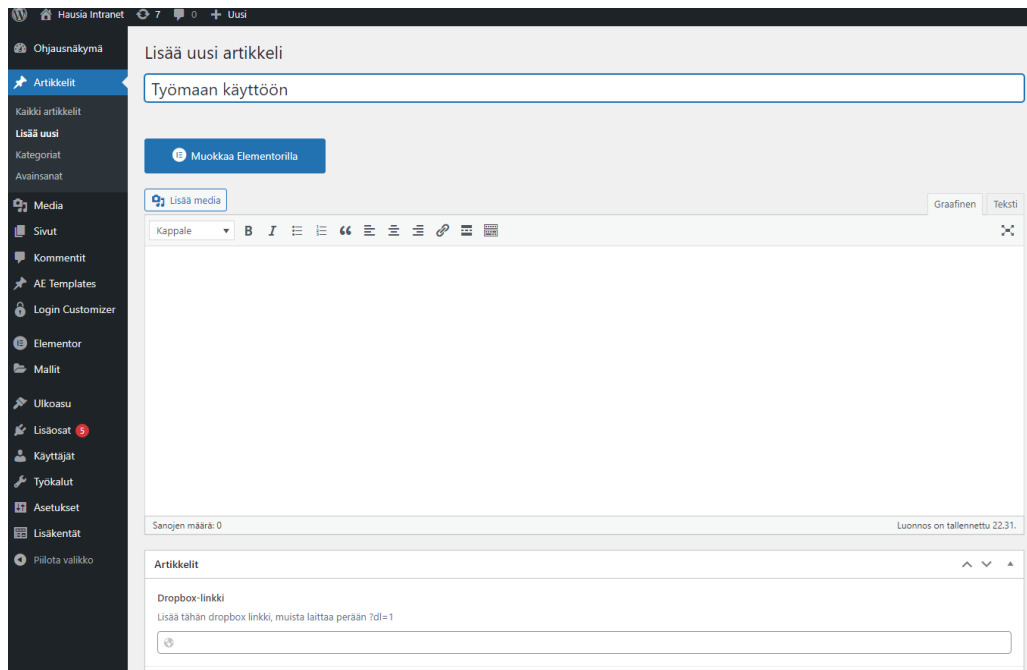 Hausia Intranet 7 0 + Uusi
Ohjausnäkymä
Artikkelit
Kaikki artikkelit
Lisää uusi
Kategoriat
Avainsanat
Media
Sivut
Kommentit
AE Templates
Login Customizer
Elementor
Mallit
Ulkoasu
Lisäosat 5
Käyttäjät
Työkalut
Asetukset
Lisäkentät
Piilota valikko
Lisää uusi artikkeli
Työmaan käyttöön
Muokkaa Elementorilla
Lisää media
Graafinen Teksti
Kappale B I
Sanojen määrä: 0 Luonnos on tallennettu 22.31.
Artikkelit
Dropbox-linkki
Lisää tähän dropbox linkki, muista laittaa perään ?dl=1